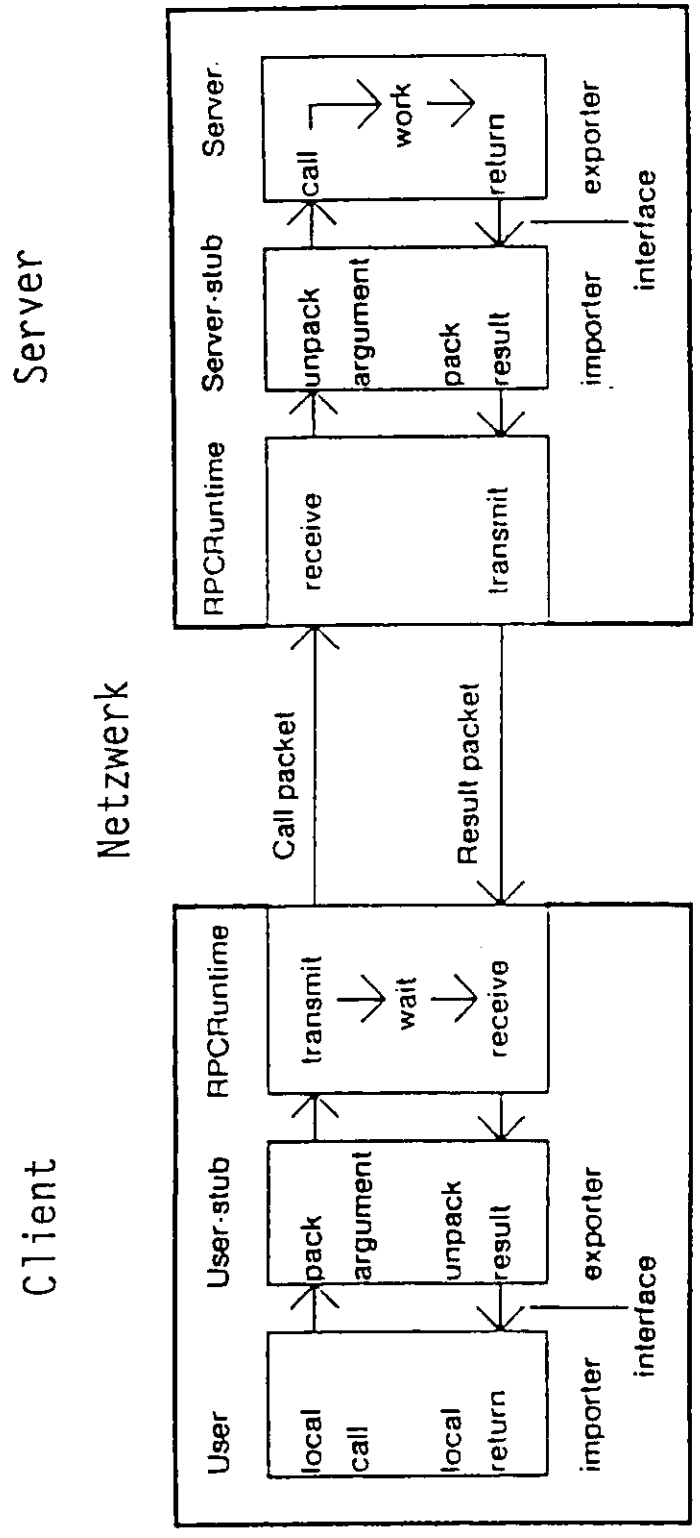 Client
Netzwerk
Server
User
User-stub
RPCRuntime
local
call
local
return
pack
argument
unpack
result
transmit
wait
receive
importer
exporter
interface
Call packet
Result packet
RPCRuntime
Server-stub
Server
receive
transmit
unpack
argument
pack
result
call
work
return
importer
exporter
interface